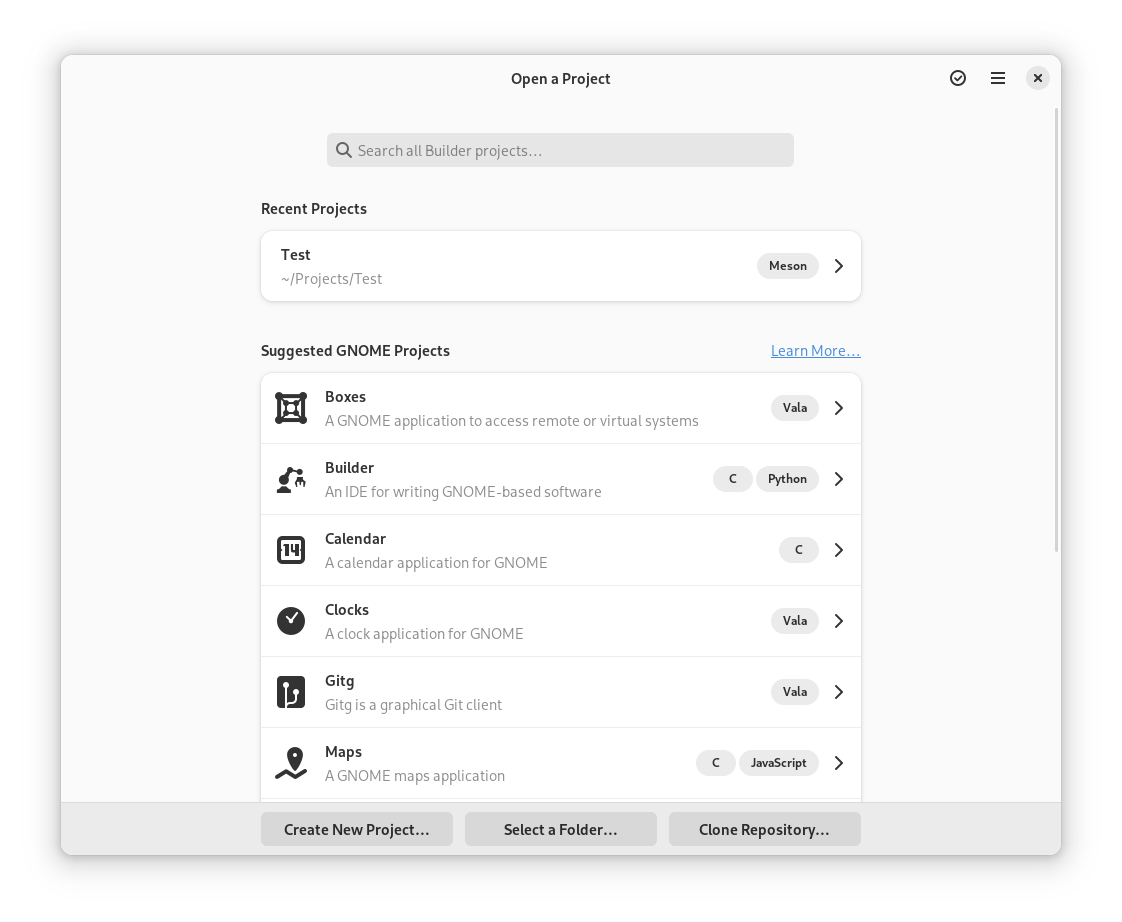 Open a Project
Search all Builder projects…
Recent Projects
Test
~/Projects/Test
Meson
Suggested GNOME Projects
Learn More…
Boxes
A GNOME application to access remote or virtual systems
Vala
Builder
An IDE for writing GNOME-based software
C Python
Calendar
A calendar application for GNOME
C
14
Clocks
A clock application for GNOME
Vala
Gitg
Gitg is a graphical Git client
Vala
Maps
A GNOME maps application
C JavaScript
Create New Project… Select a Folder… Clone Repository…